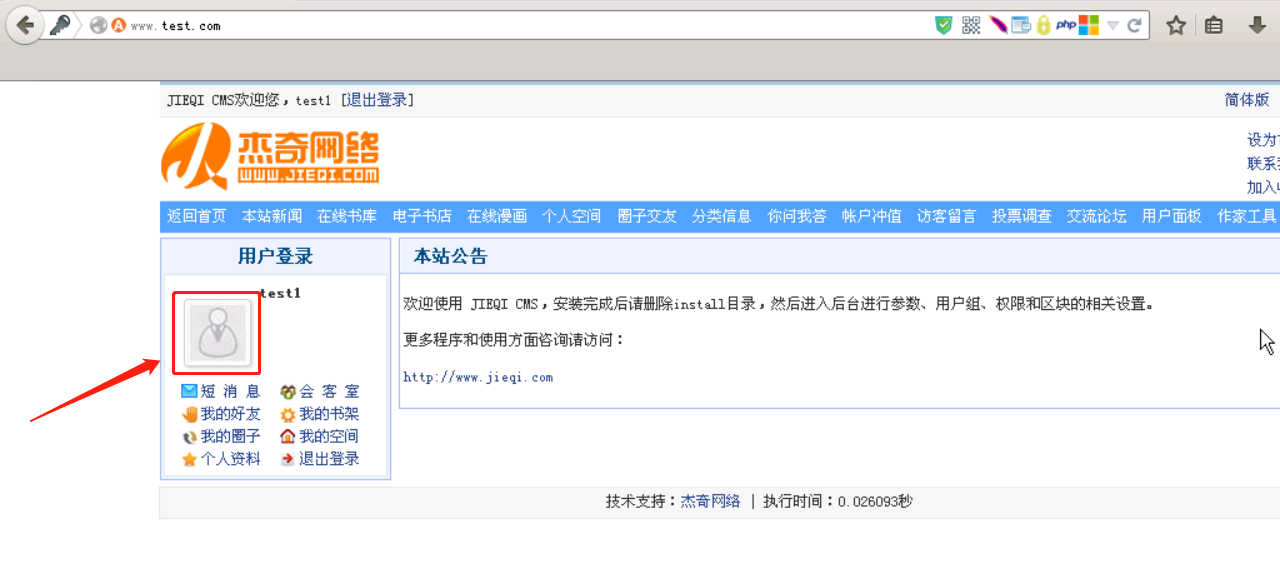 www.test.com
php
JIEQI CMS欢迎您，test1 [退出登录]
简体版
杰奇网络
WWW.JIEQI.COM
设为
联系
加入
返回首页 本站新闻 在线书库 电子书店 在线漫画 个人空间 圈子交友 分类信息 你问我答 帐户冲值 访客留言 投票调查 交流论坛 用户面板 作家工具
用户登录
test1
短 消 息 会 客 室
我的好友 我的书架
我的圈子 我的空间
个人资料 退出登录
本站公告
欢迎使用 JIEQI CMS，安装完成后请删除install目录，然后进入后台进行参数、用户组、权限和区块的相关设置。
更多程序和使用方面咨询请访问：
http://www.jieqi.com
技术支持：杰奇网络 | 执行时间：0.026093秒